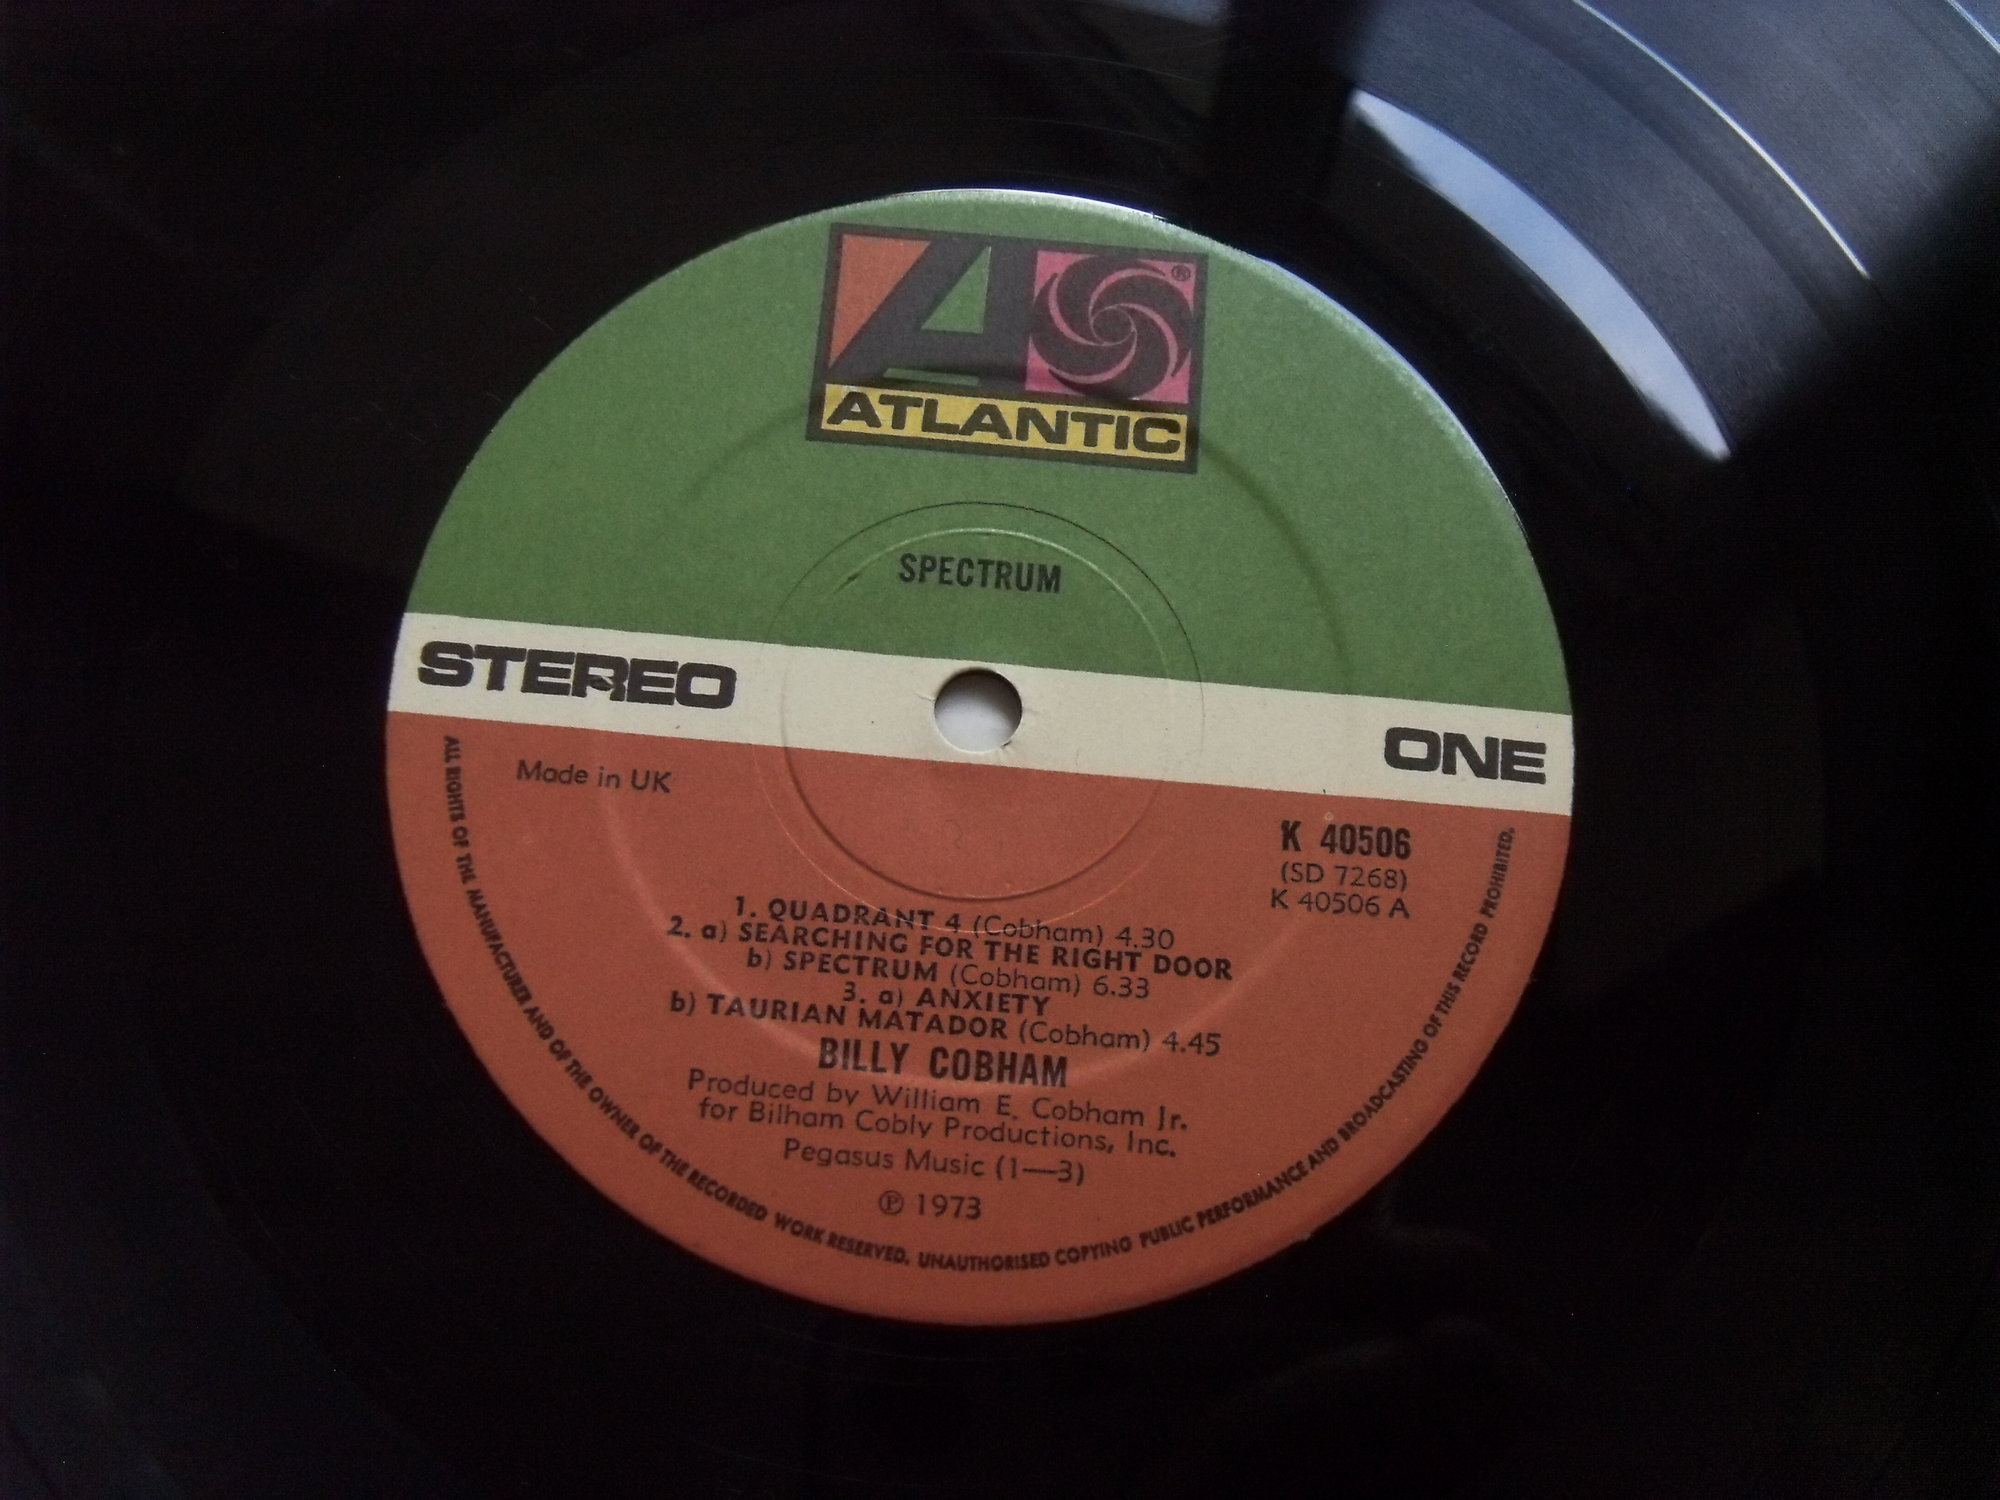 ATLANTIC
®
SPECTRUM
STEREO
ONE
Made in UK
K 40506
(SD 7268)
K 40506 A
1. QUADRANT 4 (Cobham) 4.30
2. a) SEARCHING FOR THE RIGHT DOOR
b) SPECTRUM (Cobham) 6.33
3. a) ANXIETY
b) TAURIAN MATADOR (Cobham) 4.45
BILLY COBHAM
Produced by William E. Cobham Jr.
for Bilham Cobly Productions, Inc.
Pegasus Music (1—3)
℗ 1973
ALL RIGHTS OF THE MANUFACTURER AND OF THE OWNER OF THE RECORDED WORK RESERVED. UNAUTHORISED COPYING PUBLIC PERFORMANCE AND BROADCASTING OF THIS RECORD PROHIBITED.